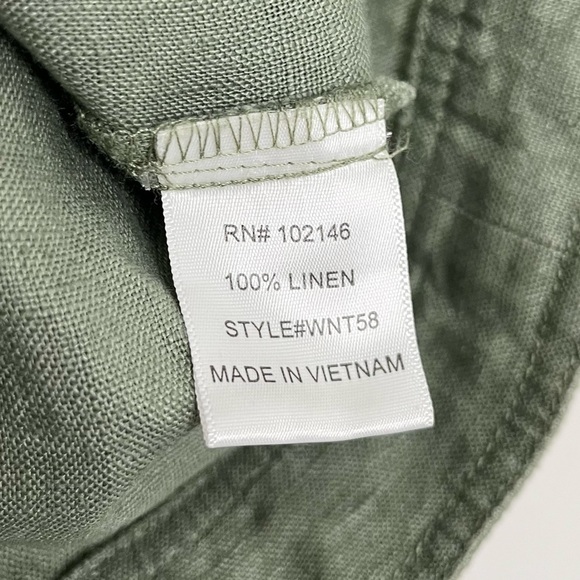 RN# 102146
100% LINEN
STYLE#WNT58
MADE IN VIETNAM